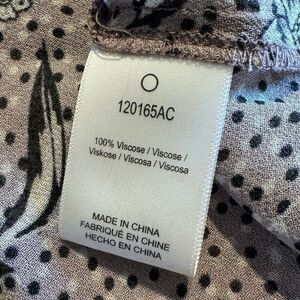 120165AC
100% Viscose / Viscose /
Viskose / Viscosa / Viscosa
MADE IN CHINA
FABRIQUÉ EN CHINE
HECHO EN CHINA